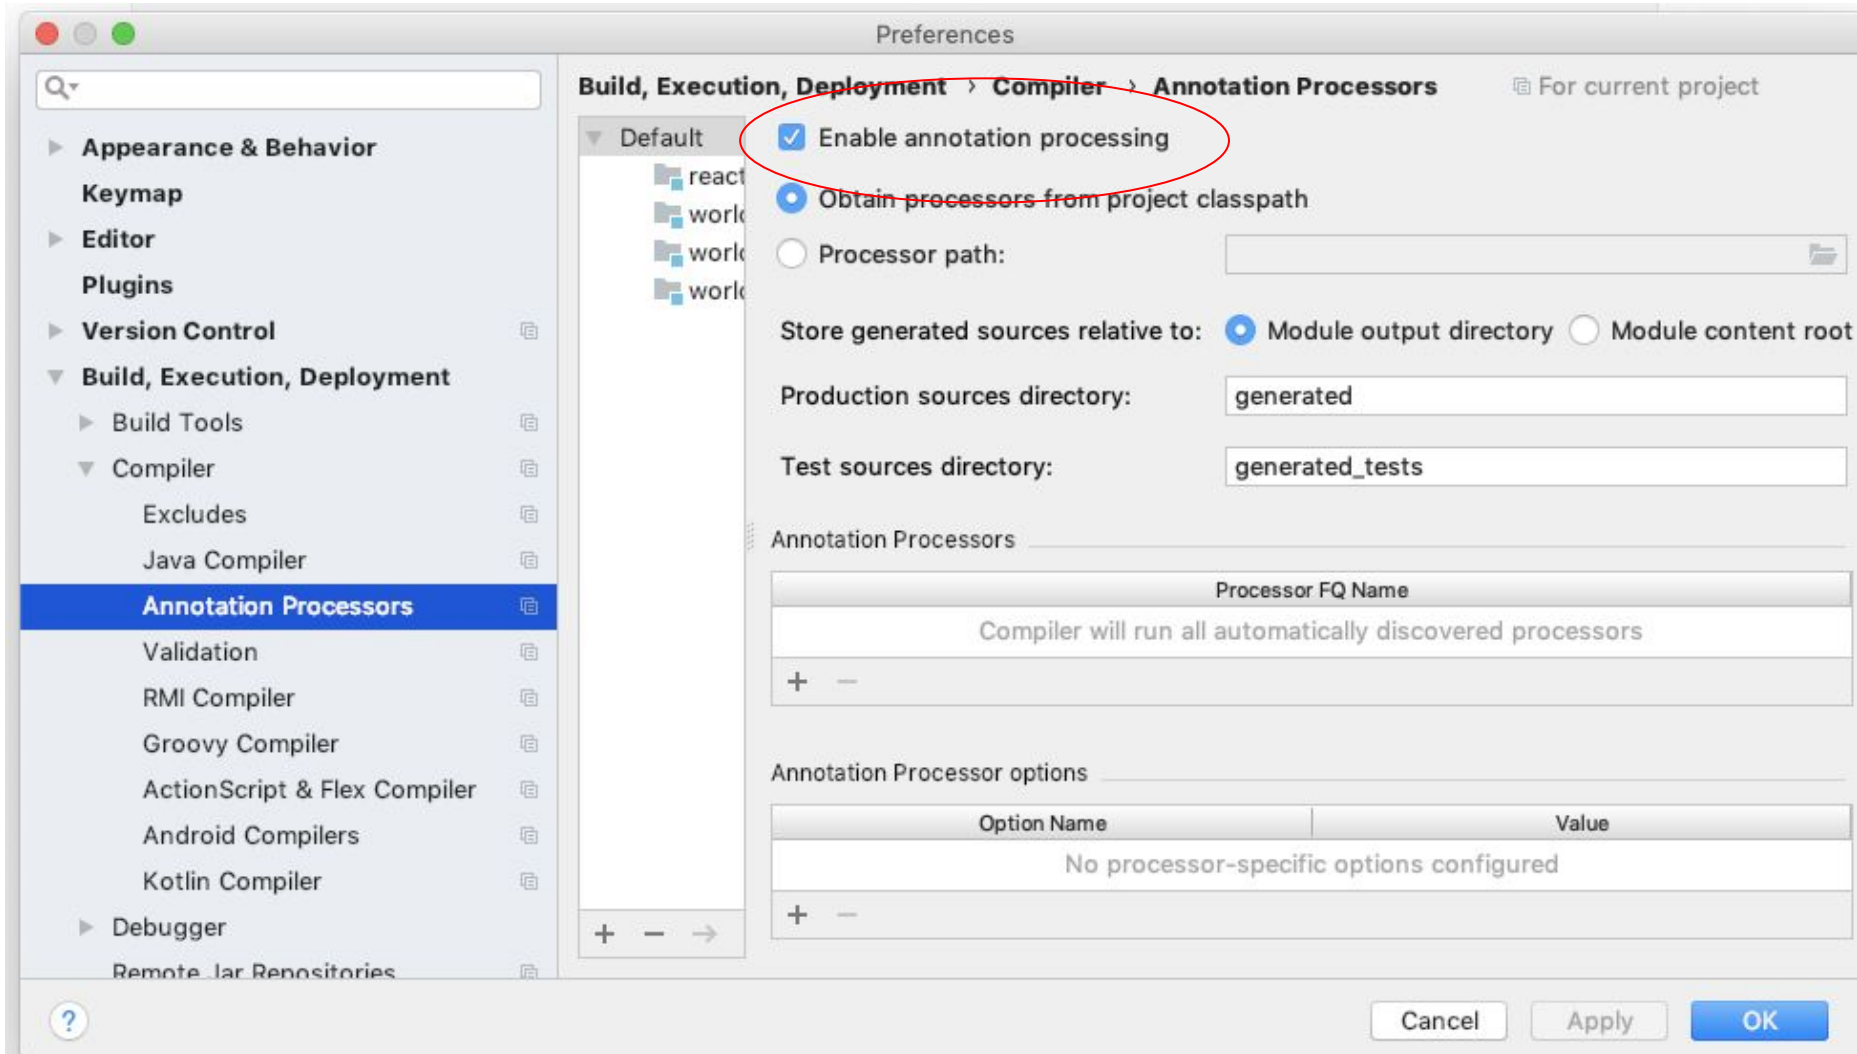 Preferences
Build, Execution, Deployment › Compiler › Annotation Processors For current project
Appearance & Behavior
Keymap
Editor
Plugins
Version Control
Build, Execution, Deployment
Build Tools
Compiler
Excludes
Java Compiler
Annotation Processors
Validation
RMI Compiler
Groovy Compiler
ActionScript & Flex Compiler
Android Compilers
Kotlin Compiler
Debugger
Remote Jar Repositories
Default
react
world
world
world
Enable annotation processing
Obtain processors from project classpath
Processor path:
Store generated sources relative to: Module output directory Module content root
Production sources directory: generated
Test sources directory: generated_tests
Annotation Processors
Processor FQ Name
Compiler will run all automatically discovered processors
+ −
Annotation Processor options
Option Name Value
No processor-specific options configured
+ −
+ − →
?
Cancel Apply OK